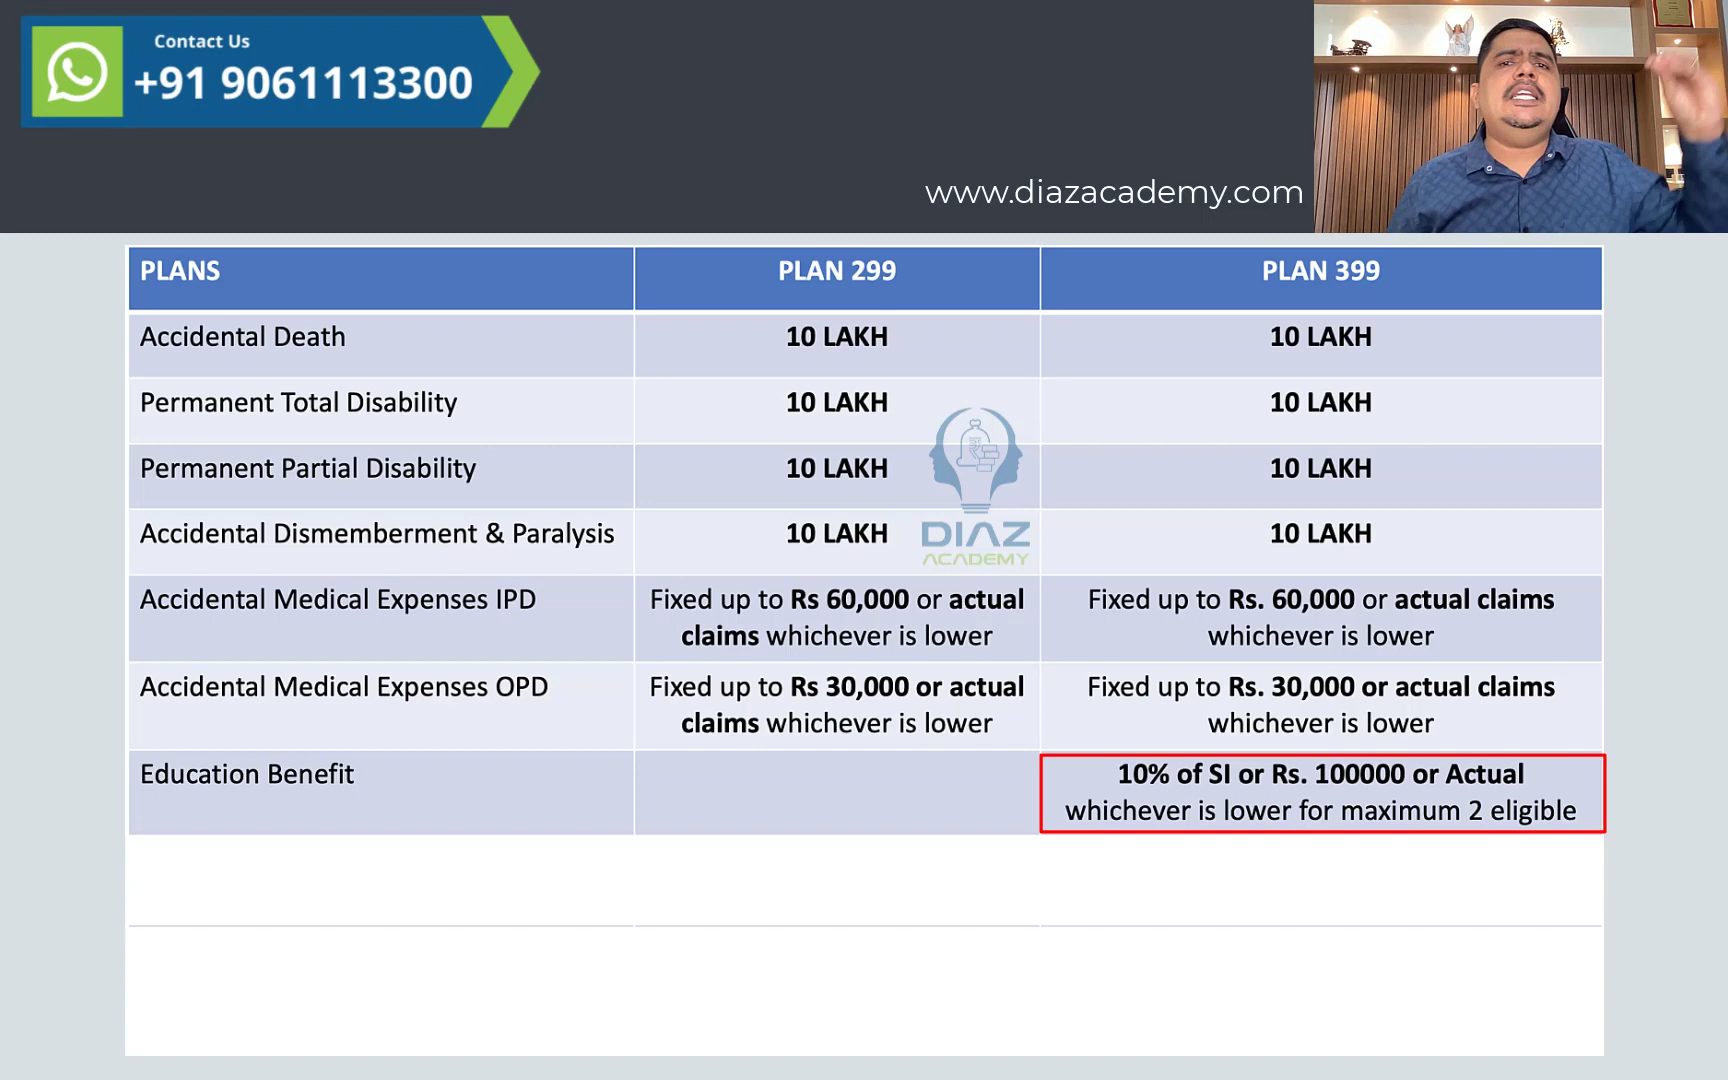 Contact Us
+91 9061113300
www.diazacademy.com
PLANS PLAN 299 PLAN 399
Accidental Death 10 LAKH 10 LAKH
Permanent Total Disability 10 LAKH 10 LAKH
Permanent Partial Disability 10 LAKH 10 LAKH
Accidental Dismemberment & Paralysis 10 LAKH 10 LAKH
DIAZ
ACADEMY
Accidental Medical Expenses IPD Fixed up to Rs 60,000 or actual Fixed up to Rs. 60,000 or actual claims
claims whichever is lower whichever is lower
Accidental Medical Expenses OPD Fixed up to Rs 30,000 or actual Fixed up to Rs. 30,000 or actual claims
claims whichever is lower whichever is lower
Education Benefit 10% of SI or Rs. 100000 or Actual
whichever is lower for maximum 2 eligible